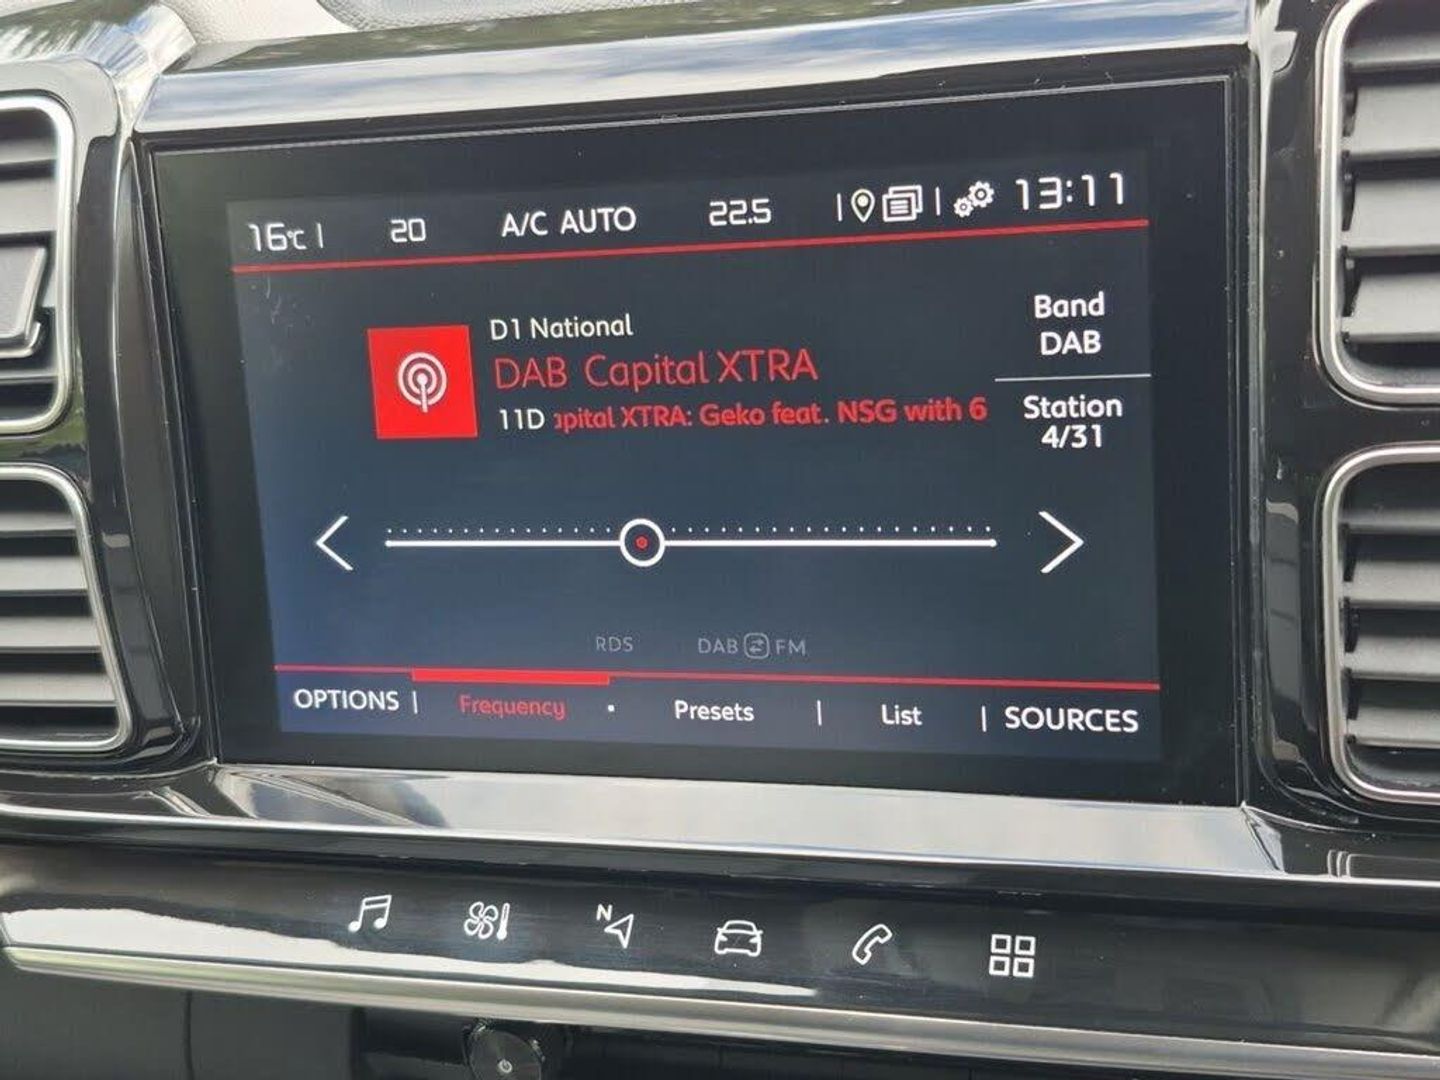 16°C | 20 A/C AUTO 22.5 | | 13:11
D1 National
DAB Capital XTRA
11D apital XTRA: Geko feat. NSG with 6
Band
DAB
Station
4/31
RDS DAB FM
OPTIONS | Frequency • Presets | List | SOURCES
N